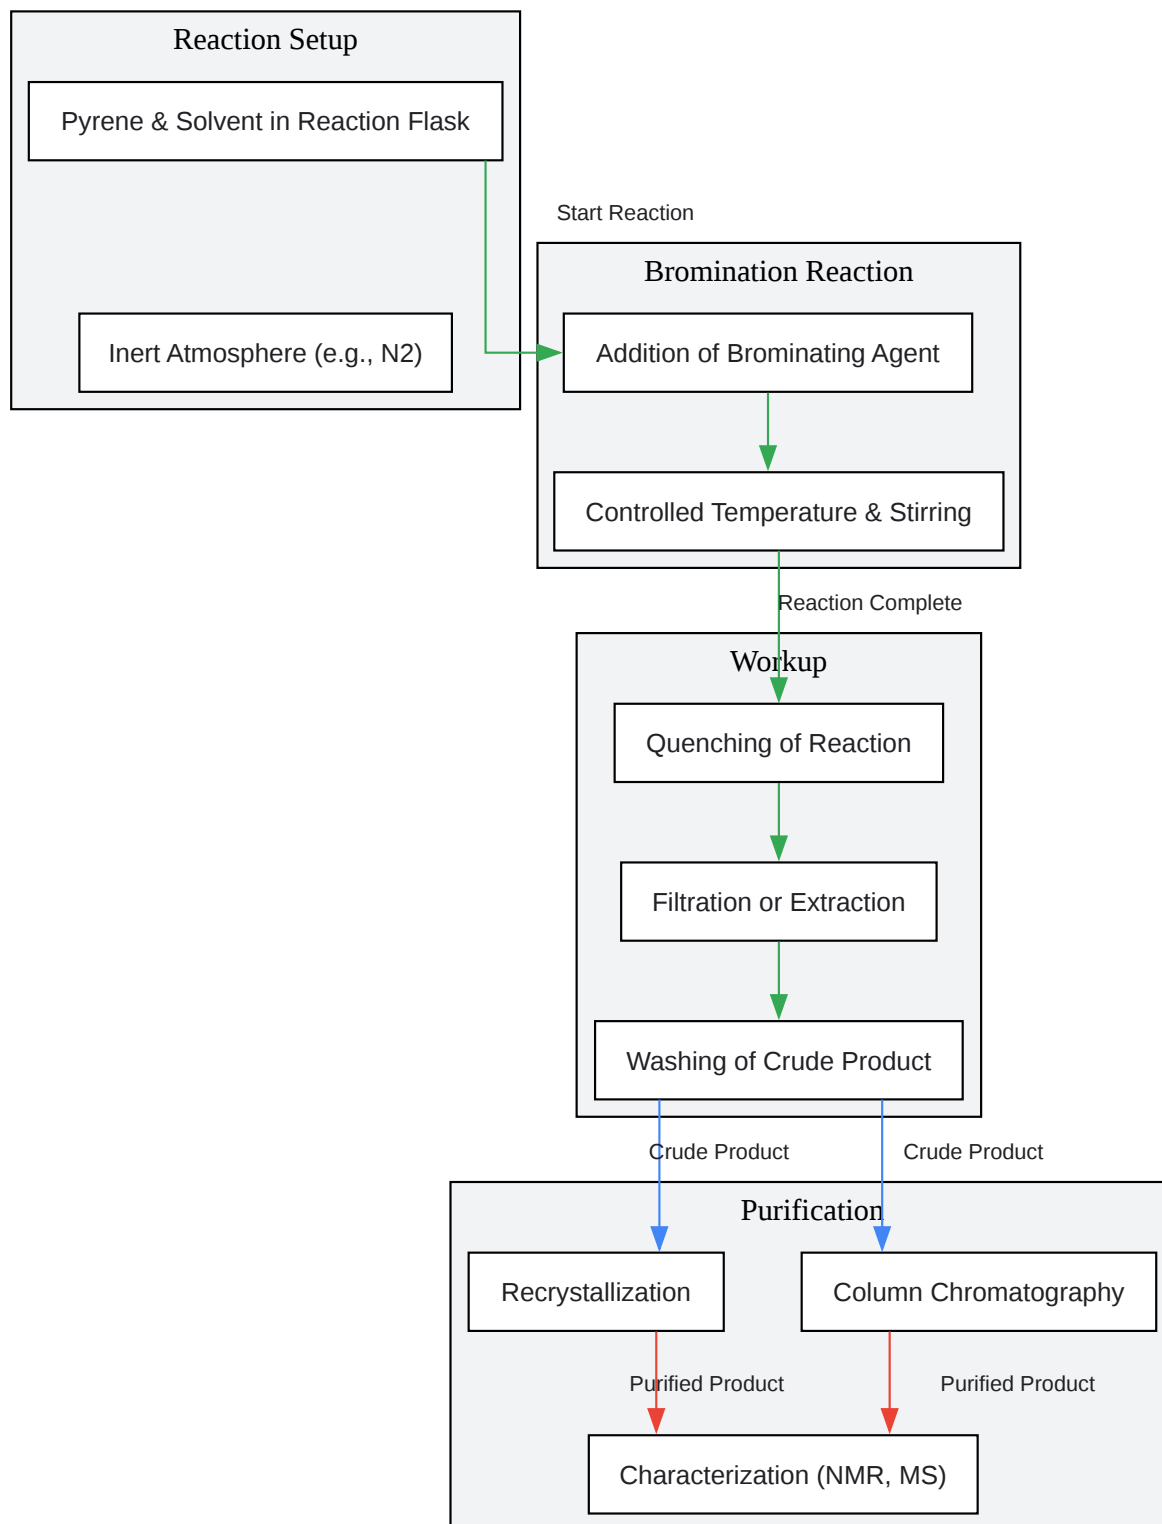 Reaction Setup
Pyrene & Solvent in Reaction Flask
Start Reaction
Bromination Reaction
Inert Atmosphere (e.g., N2)
Addition of Brominating Agent
Controlled Temperature & Stirring
Reaction Complete
Workup
Quenching of Reaction
Filtration or Extraction
Washing of Crude Product
Crude Product
Crude Product
Purification
Recrystallization
Column Chromatography
Purified Product
Purified Product
Characterization (NMR, MS)